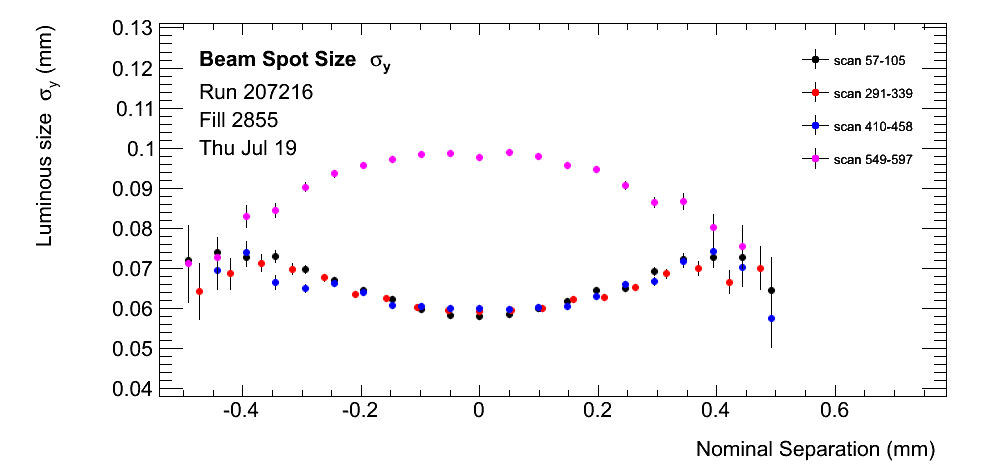 Luminous size σy (mm)
0.13
0.12
0.11
0.1
0.09
0.08
0.07
0.06
0.05
0.04
Beam Spot Size σy
Run 207216
Fill 2855
Thu Jul 19
scan 57-105
scan 291-339
scan 410-458
scan 549-597
-0.4 -0.2 0 0.2 0.4 0.6
Nominal Separation (mm)